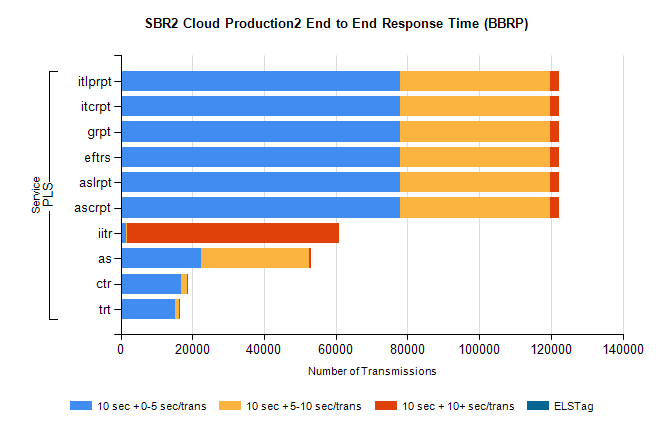 SBR2 Cloud Production2 End to End Response Time (BBRP)
itlprpt
itcrpt
grpt
eftrs
aslrpt
ascrpt
iitr
as
ctr
trt
Service
PLS
0 20000 40000 60000 80000 100000 120000 140000
Number of Transmissions
10 sec + 0-5 sec/trans 10 sec + 5-10 sec/trans 10 sec + 10+ sec/trans ELSTag